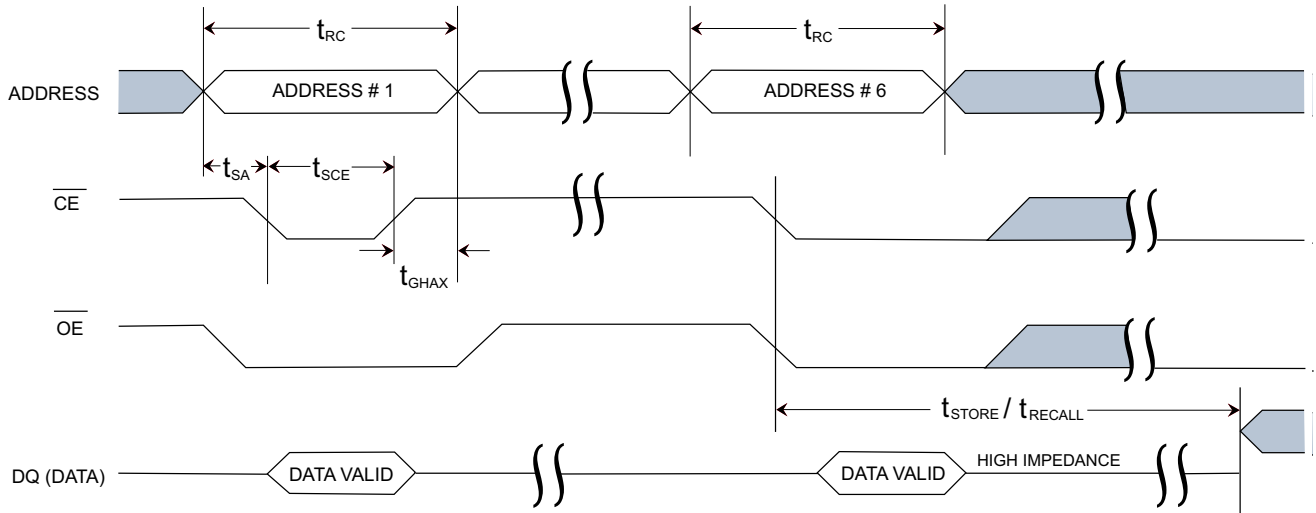 tRC
tRC
ADDRESS
ADDRESS # 1
ADDRESS # 6
tSA
tSCE
CE
tGHAX
OE
tSTORE / tRECALL
DQ (DATA)
DATA VALID
DATA VALID
HIGH IMPEDANCE